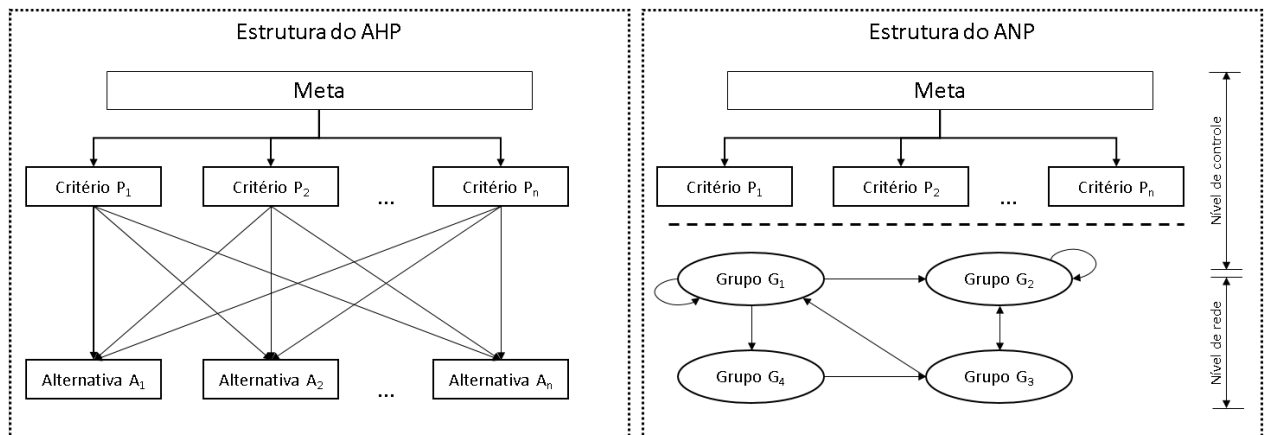 Estrutura do AHP
Meta
Critério P₁
Critério P₂
...
Critério Pₙ
Alternativa A₁
Alternativa A₂
...
Alternativa Aₙ
Estrutura do ANP
Meta
Critério P₁
Critério P₂
...
Critério Pₙ
Grupo G₁
Grupo G₂
Grupo G₄
Grupo G₃
Nível de controle
Nível de rede